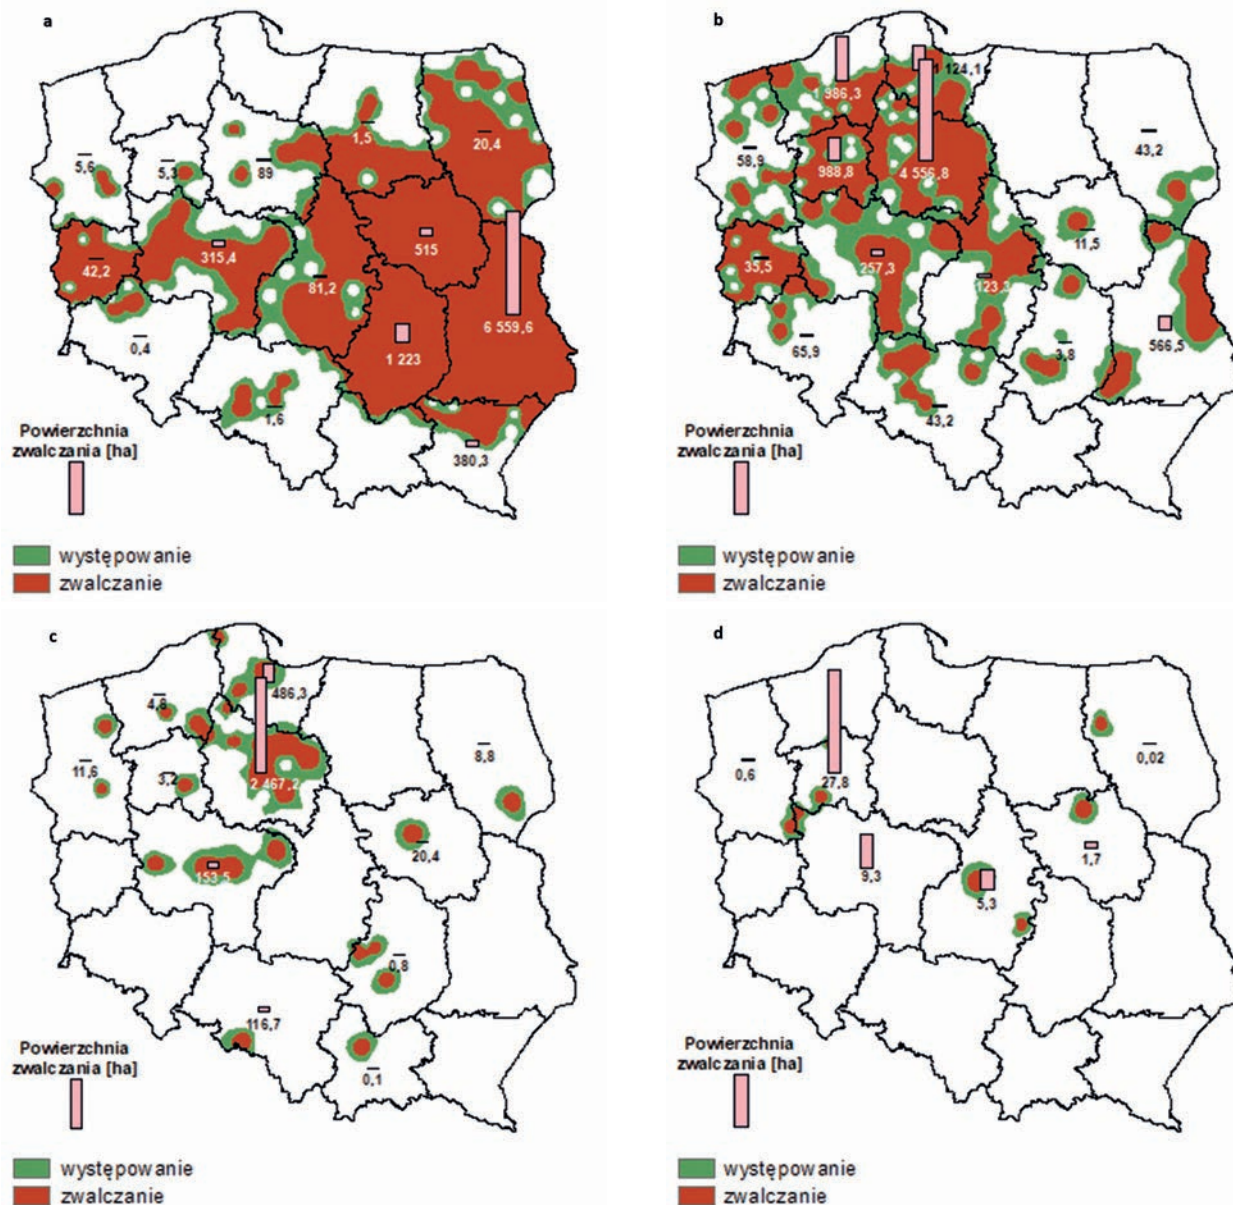 a
1,5
20,4
5,6
5,3
89
515
315,4
42,2
81,2
6 559,6
1 223
0,4
1,6
380,3
Powierzchnia
zwalczania [ha]
występowanie
zwalczanie
b
1 124,1
1 986,3
58,9
988,8
4 556,8
43,2
11,5
35,5
257,3
123,3
566,5
3,8
65,9
43,2
Powierzchnia
zwalczania [ha]
występowanie
zwalczanie
c
486,3
4,8
8,8
11,6
3,2
2 467,2
20,4
153,5
0,8
116,7
0,1
Powierzchnia
zwalczania [ha]
występowanie
zwalczanie
d
0,02
0,6
27,8
1,7
9,3
5,3
Powierzchnia
zwalczania [ha]
występowanie
zwalczanie